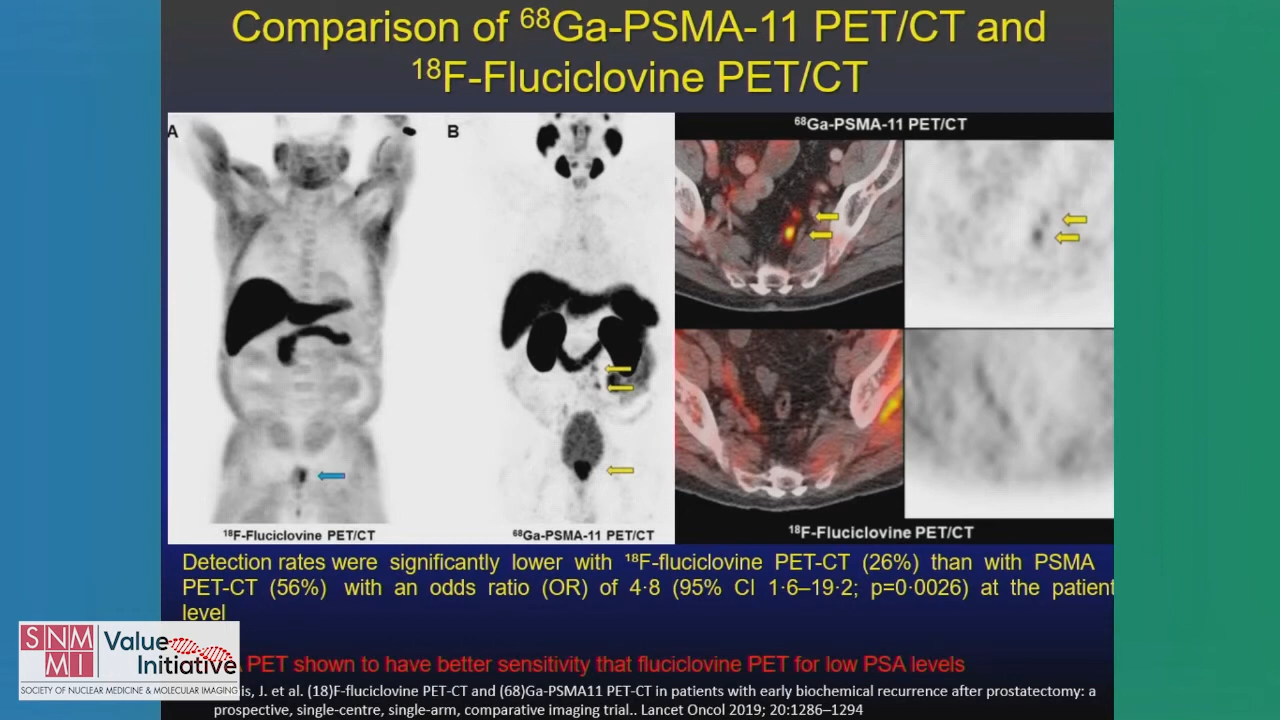 Comparison of ⁶⁸Ga-PSMA-11 PET/CT and
¹⁸F-Fluciclovine PET/CT
A
B
⁶⁸Ga-PSMA-11 PET/CT
¹⁸F-Fluciclovine PET/CT
⁶⁸Ga-PSMA-11 PET/CT
¹⁸F-Fluciclovine PET/CT
Detection rates were significantly lower with ¹⁸F-fluciclovine PET-CT (26%) than with PSMA
PET-CT (56%) with an odds ratio (OR) of 4·8 (95% CI 1·6–19·2; p=0·0026) at the patient
level
PET shown to have better sensitivity that fluciclovine PET for low PSA levels
J. et al. (18)F-fluciclovine PET-CT and (68)Ga-PSMA11 PET-CT in patients with early biochemical recurrence after prostatectomy: a
prospective, single-centre, single-arm, comparative imaging trial.. Lancet Oncol 2019; 20:1286–1294
SNM
MI
Value
Initiative
SOCIETY OF NUCLEAR MEDICINE & MOLECULAR IMAGING